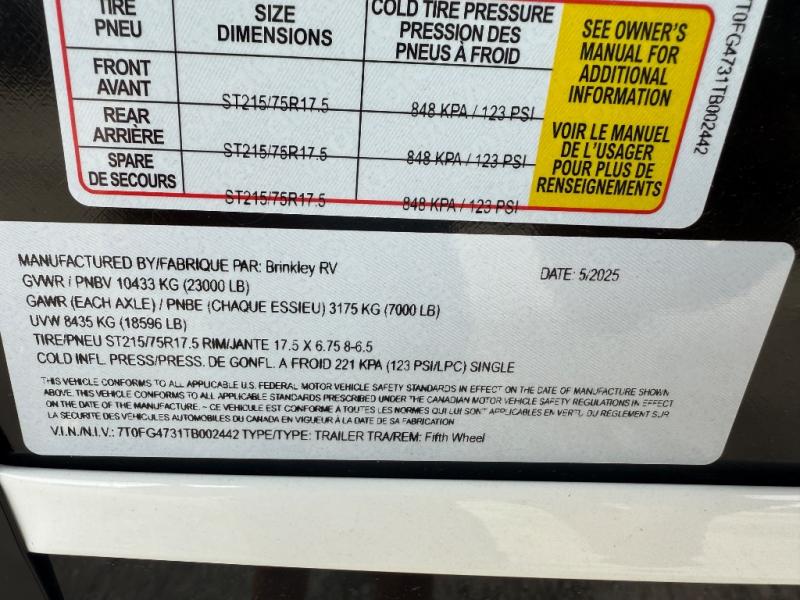 TIRE SIZE COLD TIRE PRESSURE
PNEU DIMENSIONS PRESSION DES
PNEUS À FROID
FRONT
AVANT ST215/75R17.5 848 KPA / 123 PSI
REAR
ARRIÈRE ST215/75R17.5 848 KPA / 123 PSI
SPARE
DE SECOURS ST215/75R17.5 848 KPA / 123 PSI
SEE OWNER'S
MANUAL FOR
ADDITIONAL
INFORMATION
VOIR LE MANUEL
DE L'USAGER
POUR PLUS DE
RENSEIGNEMENTS
7T0FG4731TB002442
MANUFACTURED BY/FABRIQUE PAR: Brinkley RV DATE: 5/2025
GVWR / PNBV 10433 KG (23000 LB)
GAWR (EACH AXLE) / PNBE (CHAQUE ESSIEU) 3175 KG (7000 LB)
UVW 8435 KG (18596 LB)
TIRE/PNEU ST215/75R17.5 RIM/JANTE 17.5 X 6.75 8-6.5
COLD INFL. PRESS/PRESS. DE GONFL. A FROID 221 KPA (123 PSI/LPC) SINGLE
THIS VEHICLE CONFORMS TO ALL APPLICABLE U.S. FEDERAL MOTOR VEHICLE SAFETY STANDARDS IN EFFECT ON THE DATE OF MANUFACTURE SHOWN
ABOVE. THIS VEHICLE CONFORMS TO ALL APPLICABLE STANDARDS PRESCRIBED UNDER THE CANADIAN MOTOR VEHICLE SAFETY REGULATIONS IN EFFECT
ON THE DATE OF MANUFACTURE. - CE VEHICULE EST CONFORME A TOUTES LES NORMES QUI LUI SONT APPLICABLES EN VERTU DU RÈGLEMENT SUR
LA SÉCURITÉ DES VEHICULES AUTOMOBILES DU CANADA EN VIGUEUR À LA DATE DE SA FABRICATION
V.I.N./N.I.V.: 7T0FG4731TB002442 TYPE/TYPE: TRAILER TRA/REM: Fifth Wheel